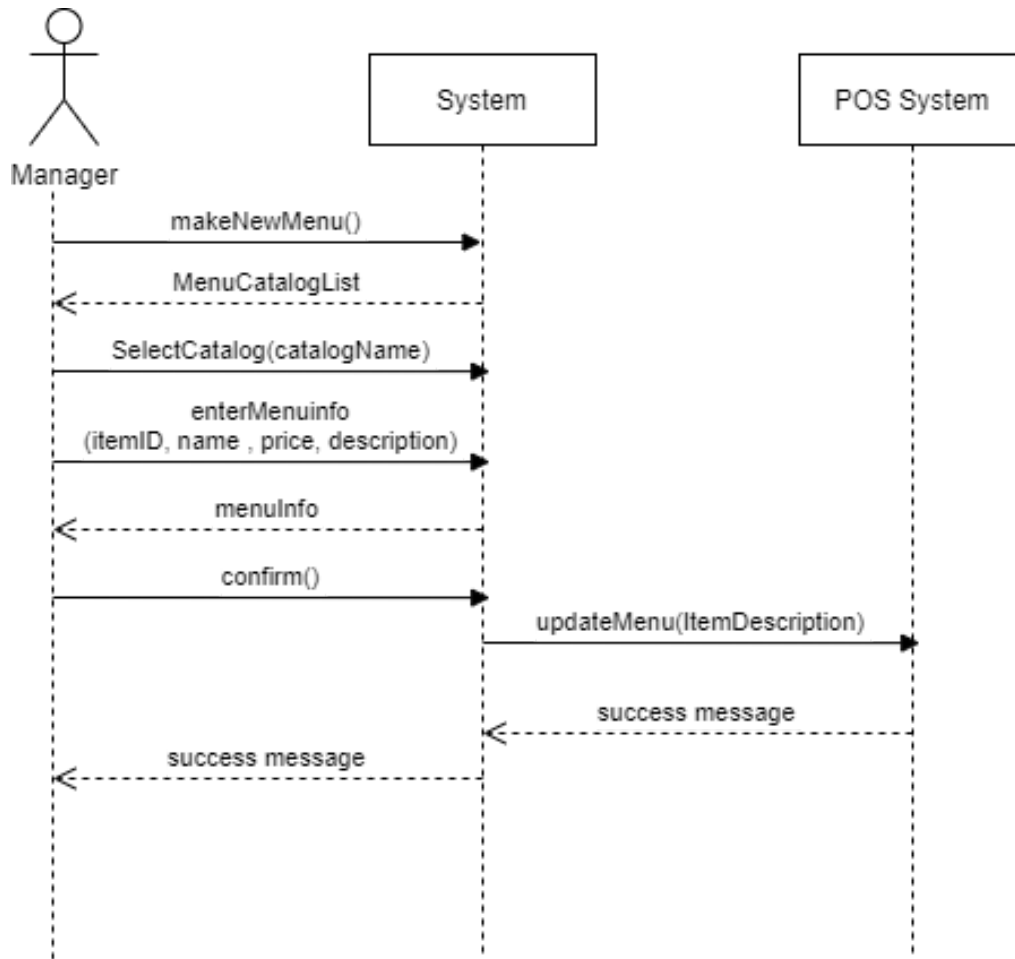 System
POS System
Manager
makeNewMenu()
MenuCatalogList
SelectCatalog(catalogName)
enterMenuinfo
(itemID, name , price, description)
menuInfo
confirm()
updateMenu(ItemDescription)
success message
success message